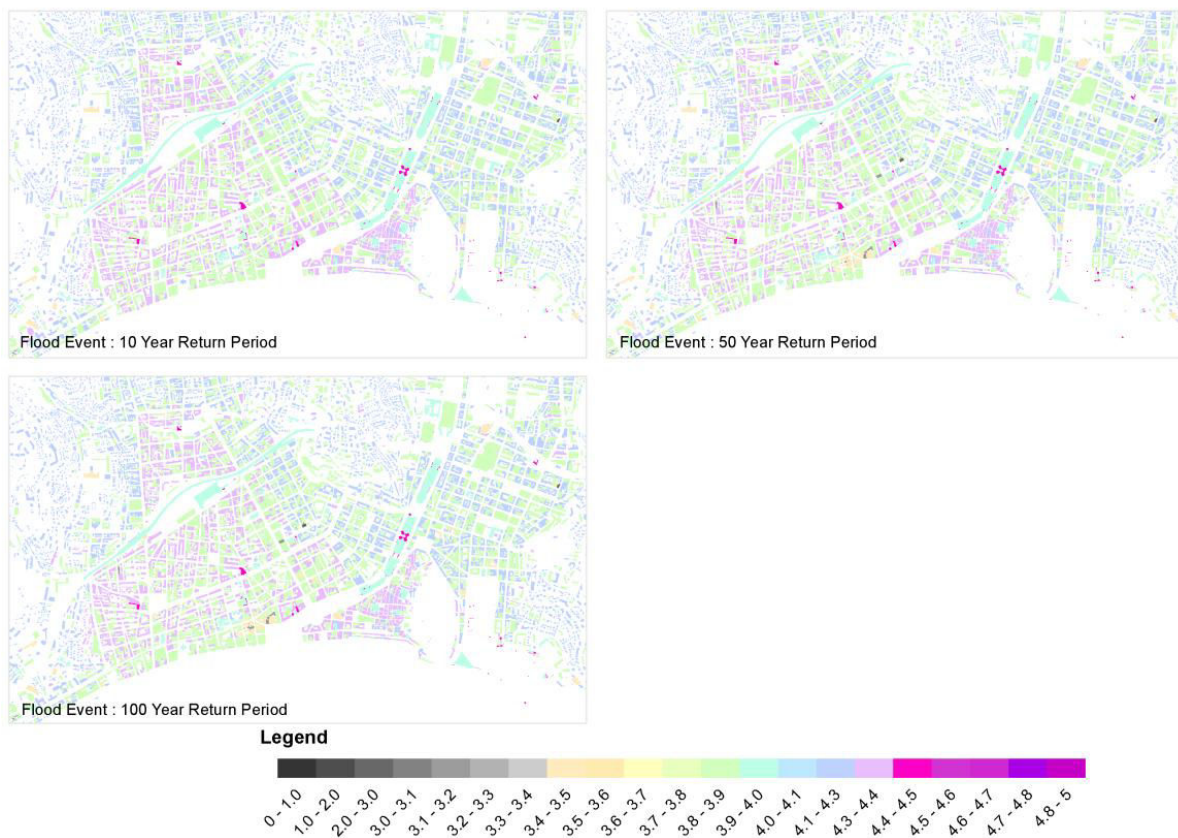 Flood Event : 10 Year Return Period
Flood Event : 50 Year Return Period
Flood Event : 100 Year Return Period
Legend
0 - 1.0
1.0 - 2.0
2.0 - 3.0
3.0 - 3.1
3.1 - 3.2
3.2 - 3.3
3.3 - 3.4
3.4 - 3.5
3.5 - 3.6
3.6 - 3.7
3.7 - 3.8
3.8 - 3.9
3.9 - 4.0
4.0 - 4.1
4.1 - 4.3
4.3 - 4.4
4.4 - 4.5
4.5 - 4.6
4.6 - 4.7
4.7 - 4.8
4.8 - 5